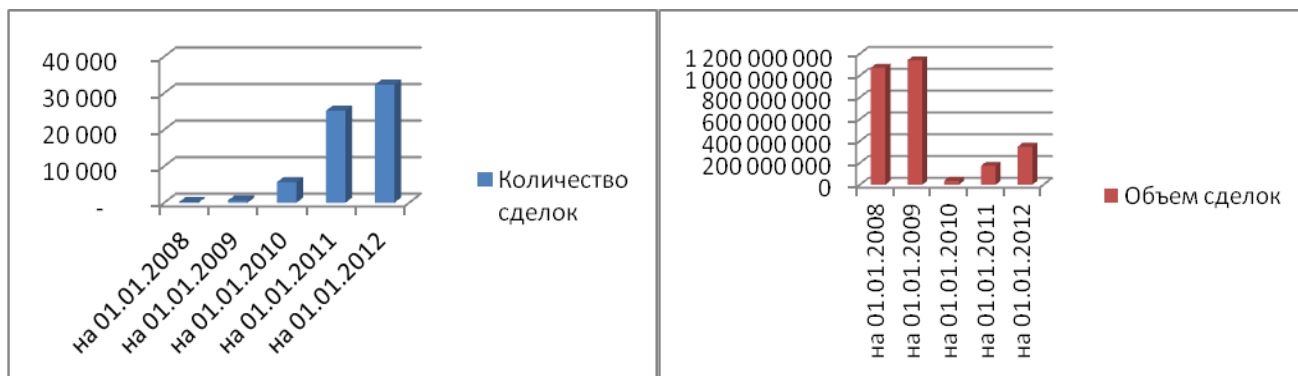 40 000
30 000
20 000
10 000
-
на 01.01.2008
на 01.01.2009
на 01.01.2010
на 01.01.2011
на 01.01.2012
Количество
сделок
1 200 000 000
1 000 000 000
800 000 000
600 000 000
400 000 000
200 000 000
0
на 01.01.2008
на 01.01.2009
на 01.01.2010
на 01.01.2011
на 01.01.2012
Объем сделок